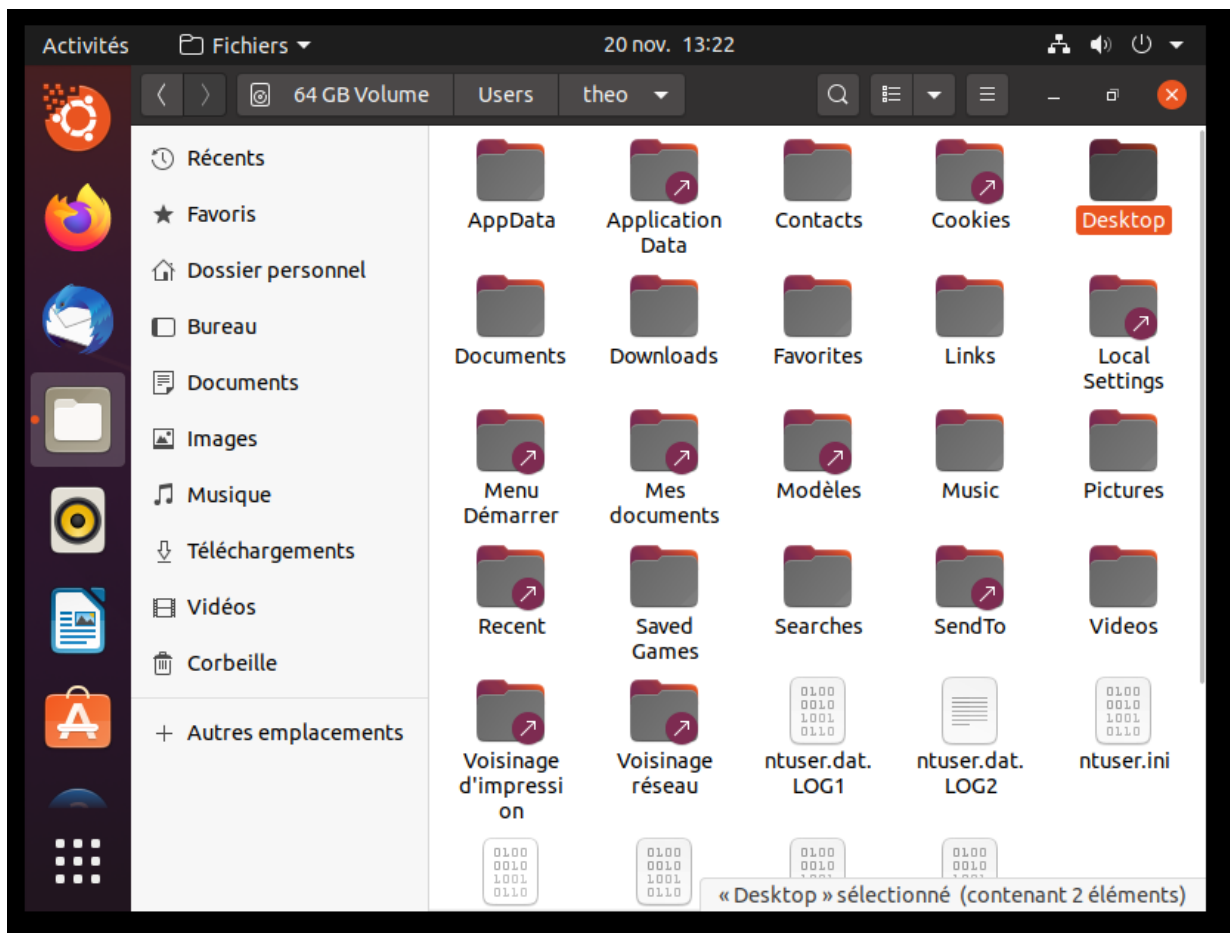 Activités Fichiers 20 nov. 13:22
64 GB Volume Users theo
Récents
Favoris
Dossier personnel
Bureau
Documents
Images
Musique
Téléchargements
Vidéos
Corbeille
Autres emplacements
AppData
Application
Data
Contacts
Cookies
Desktop
Documents
Downloads
Favorites
Links
Local
Settings
Menu
Démarrer
Mes
documents
Modèles
Music
Pictures
Recent
Saved
Games
Searches
SendTo
Videos
Voisinage
d'impressi
on
Voisinage
réseau
ntuser.dat.
LOG1
ntuser.dat.
LOG2
ntuser.ini
« Desktop » sélectionné (contenant 2 éléments)